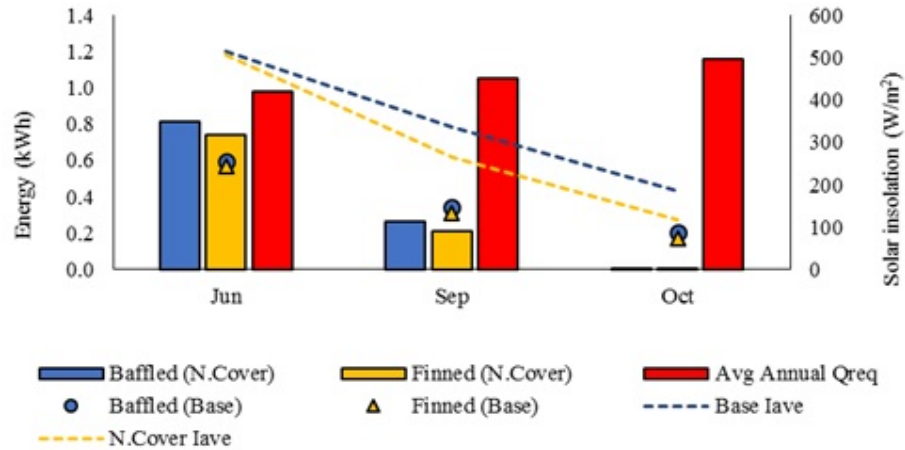 1.4
1.2
1.0
0.8
0.6
0.4
0.2
0.0
Energy (kWh)
600
500
400
300
200
100
0
Solar insolation (W/m²)
Jun Sep Oct
Baffled (N.Cover) Finned (N.Cover) Avg Annual Qreq
Baffled (Base) Finned (Base) Base Iave
N.Cover Iave